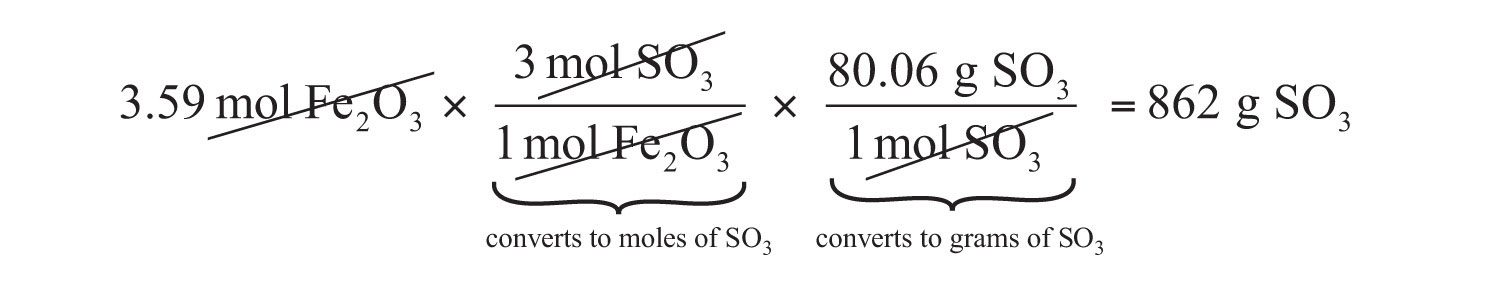 3.59 mol Fe₂O₃ × 3 mol SO₃ / 1 mol Fe₂O₃ × 80.06 g SO₃ / 1 mol SO₃ = 862 g SO₃
converts to moles of SO₃ converts to grams of SO₃